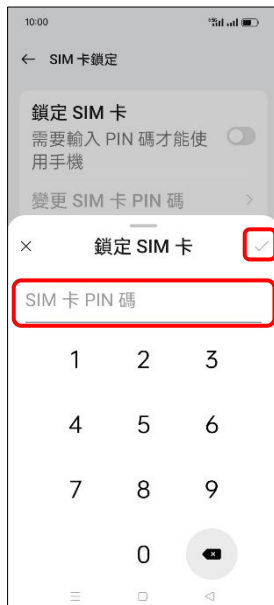 10:00
← SIM 卡鎖定
鎖定 SIM 卡
需要輸入 PIN 碼才能使
用手機
變更 SIM 卡 PIN 碼
鎖定 SIM 卡
SIM 卡 PIN 碼
1 2 3
4 5 6
7 8 9
0